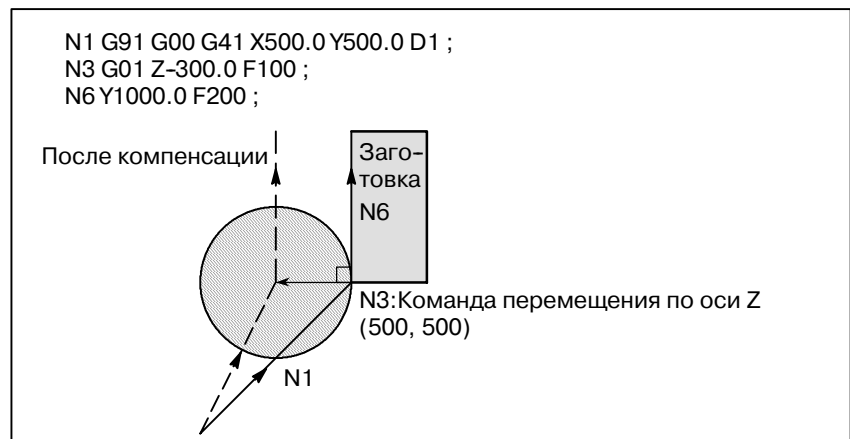 N1 G91 G00 G41 X500.0 Y500.0 D1 ;
N3 G01 Z-300.0 F100 ;
N6 Y1000.0 F200 ;
После компенсации
Заго-
товка
N6
N3:Команда перемещения по оси Z
(500, 500)
N1